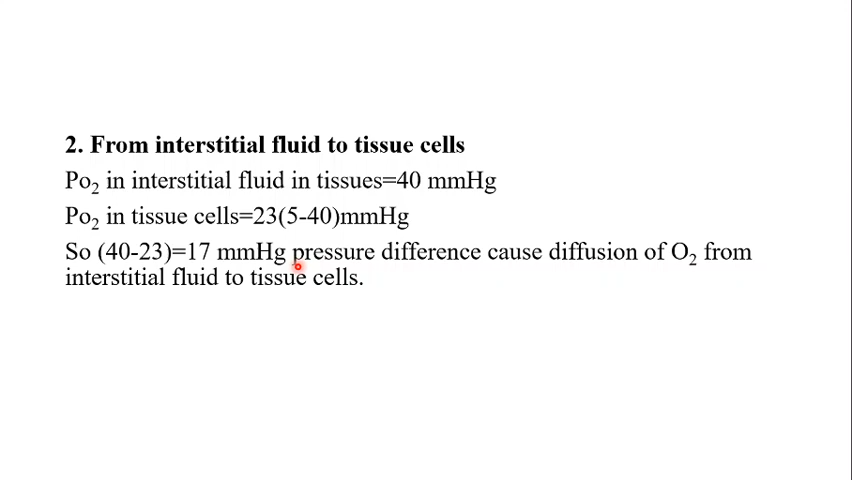 2. From interstitial fluid to tissue cells
Po₂ in interstitial fluid in tissues=40 mmHg
Po₂ in tissue cells=23(5-40)mmHg
So (40-23)=17 mmHg pressure difference cause diffusion of O₂ from
interstitial fluid to tissue cells.